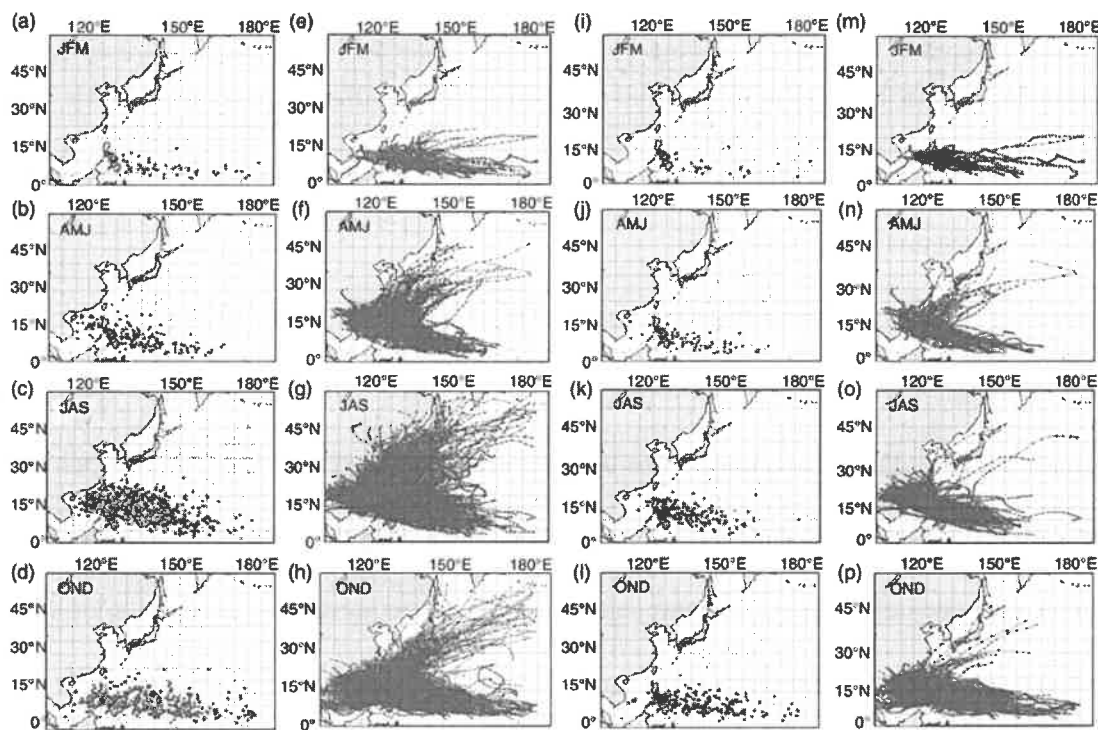 (a) 120°E 150°E 180°E (e) 120°E 150°E 180°E (i) 120°E 150°E 180°E (m) 120°E 150°E 180°E
JFM JFM JFM JFM
45°N 45°N 45°N 45°N
30°N 30°N 30°N 30°N
15°N 15°N 15°N 15°N
0° 0° 0° 0°
(b) 120°E 150°E 180°E (f) 120°E 150°E 180°E (j) 120°E 150°E 180°E (n) 120°E 150°E 180°E
AMJ AMJ AMJ AMJ
45°N 45°N 45°N 45°N
30°N 30°N 30°N 30°N
15°N 15°N 15°N 15°N
0° 0° 0° 0°
(c) 120°E 150°E 180°E (g) 120°E 150°E 180°E (k) 120°E 150°E 180°E (o) 120°E 150°E 180°E
JAS JAS JAS JAS
45°N 45°N 45°N 45°N
30°N 30°N 30°N 30°N
15°N 15°N 15°N 15°N
0° 0° 0° 0°
(d) 120°E 150°E 180°E (h) 120°E 150°E 180°E (l) 120°E 150°E 180°E (p) 120°E 150°E 180°E
OND OND OND OND
45°N 45°N 45°N 45°N
30°N 30°N 30°N 30°N
15°N 15°N 15°N 15°N
0° 0° 0° 0°